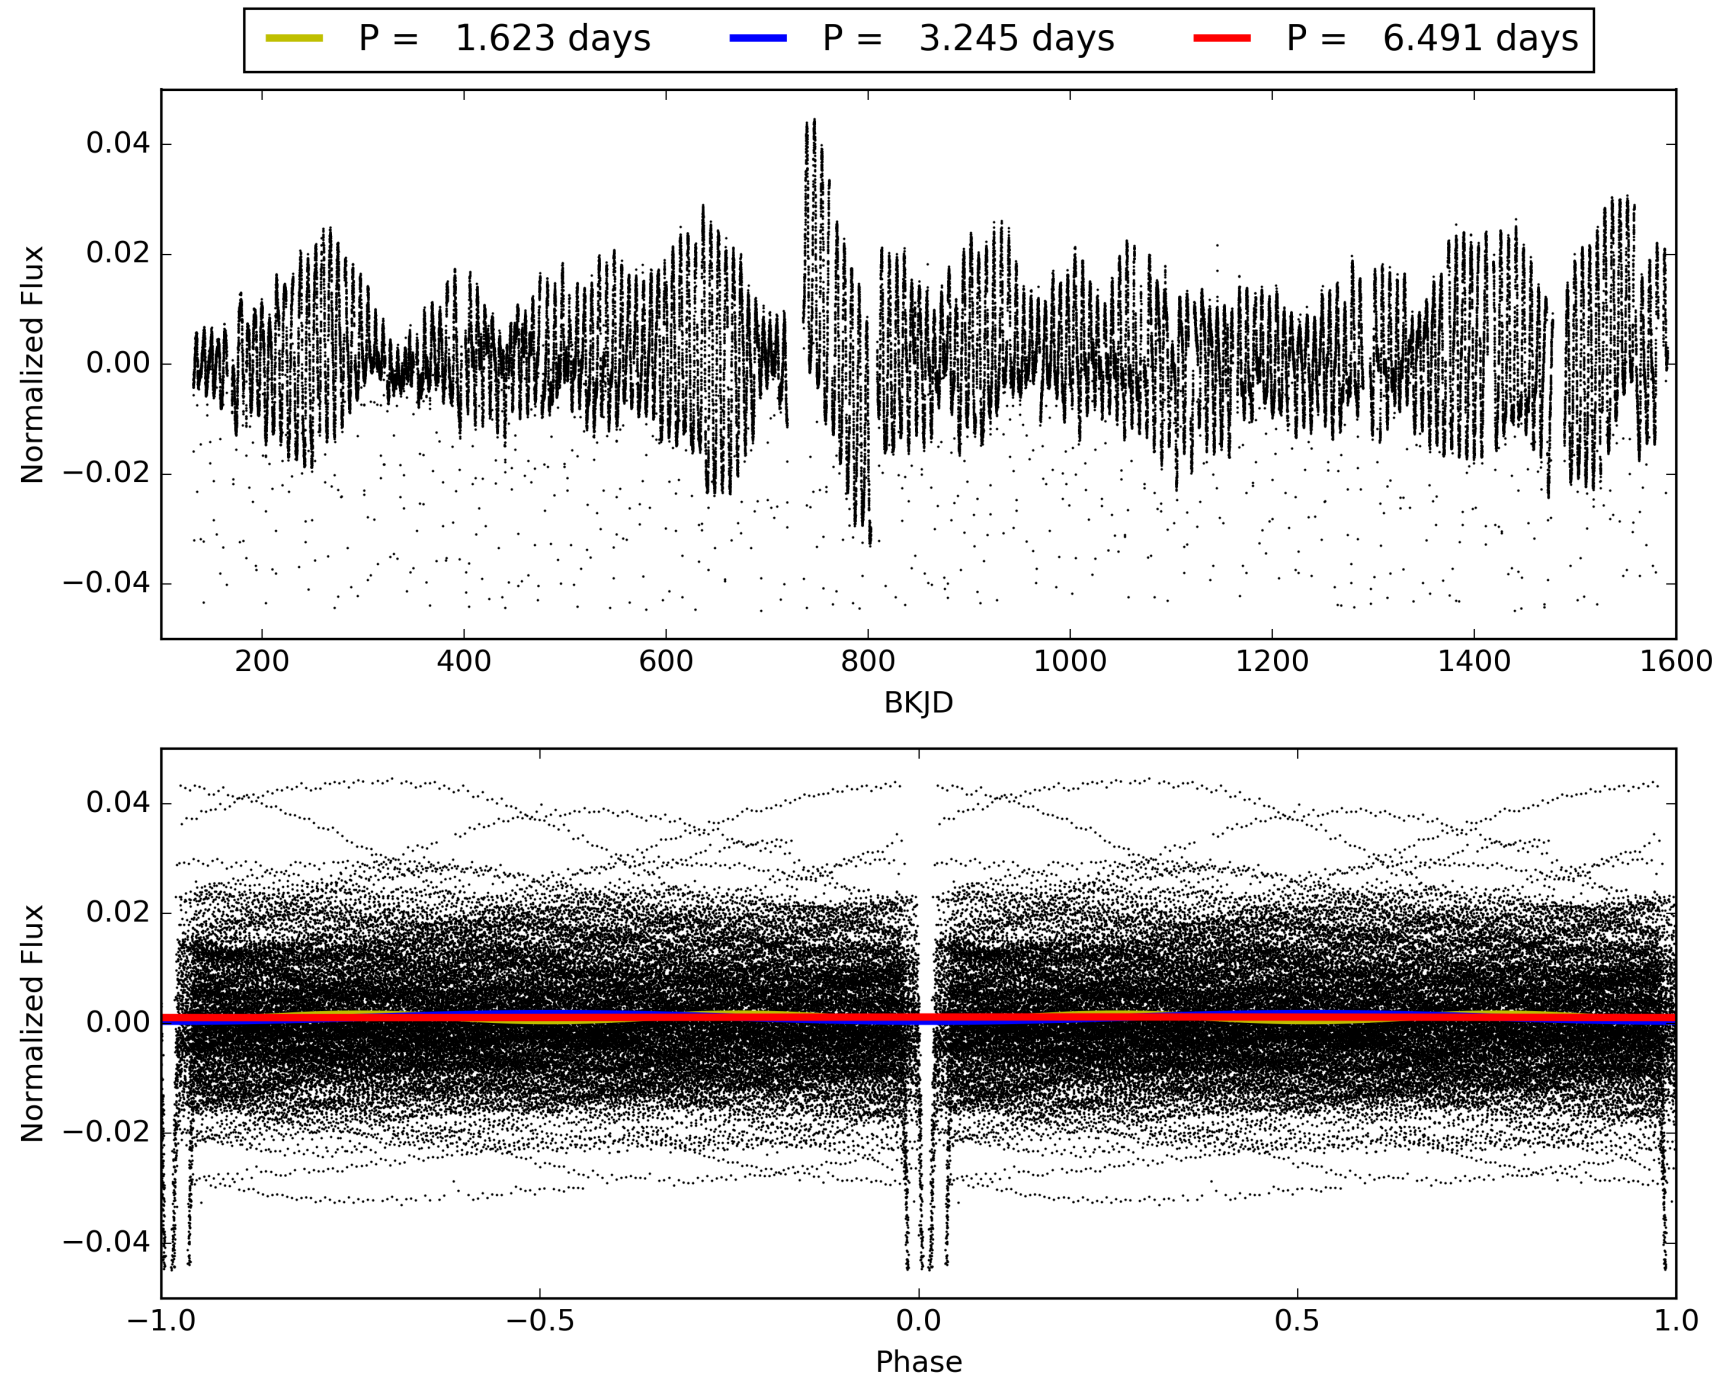 P = 1.623 days P = 3.245 days P = 6.491 days
0.04
0.02
0.00
−0.02
−0.04
Normalized Flux
200 400 600 800 1000 1200 1400 1600
BKJD
0.04
0.02
0.00
−0.02
−0.04
Normalized Flux
−1.0 −0.5 0.0 0.5 1.0
Phase